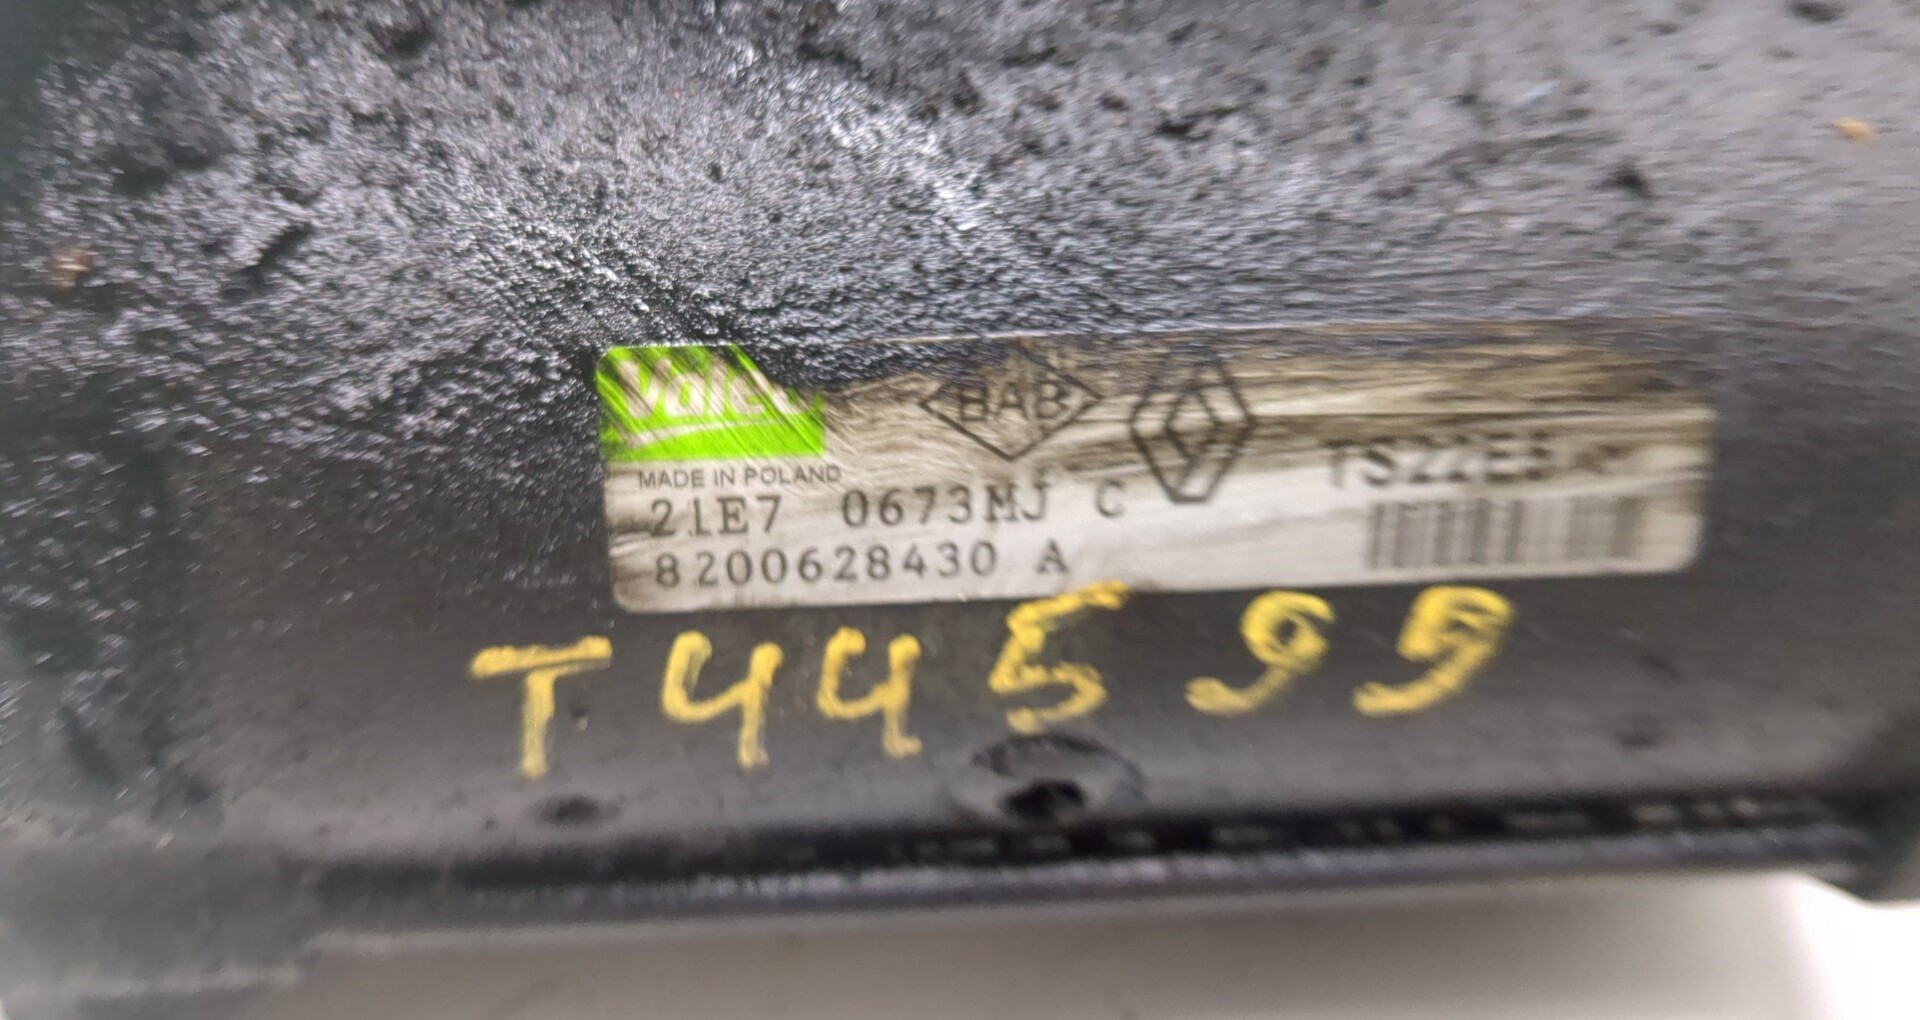 Valeo
BAB
MADE IN POLAND
21E7 0673MJ C
8200628430 A
T44599